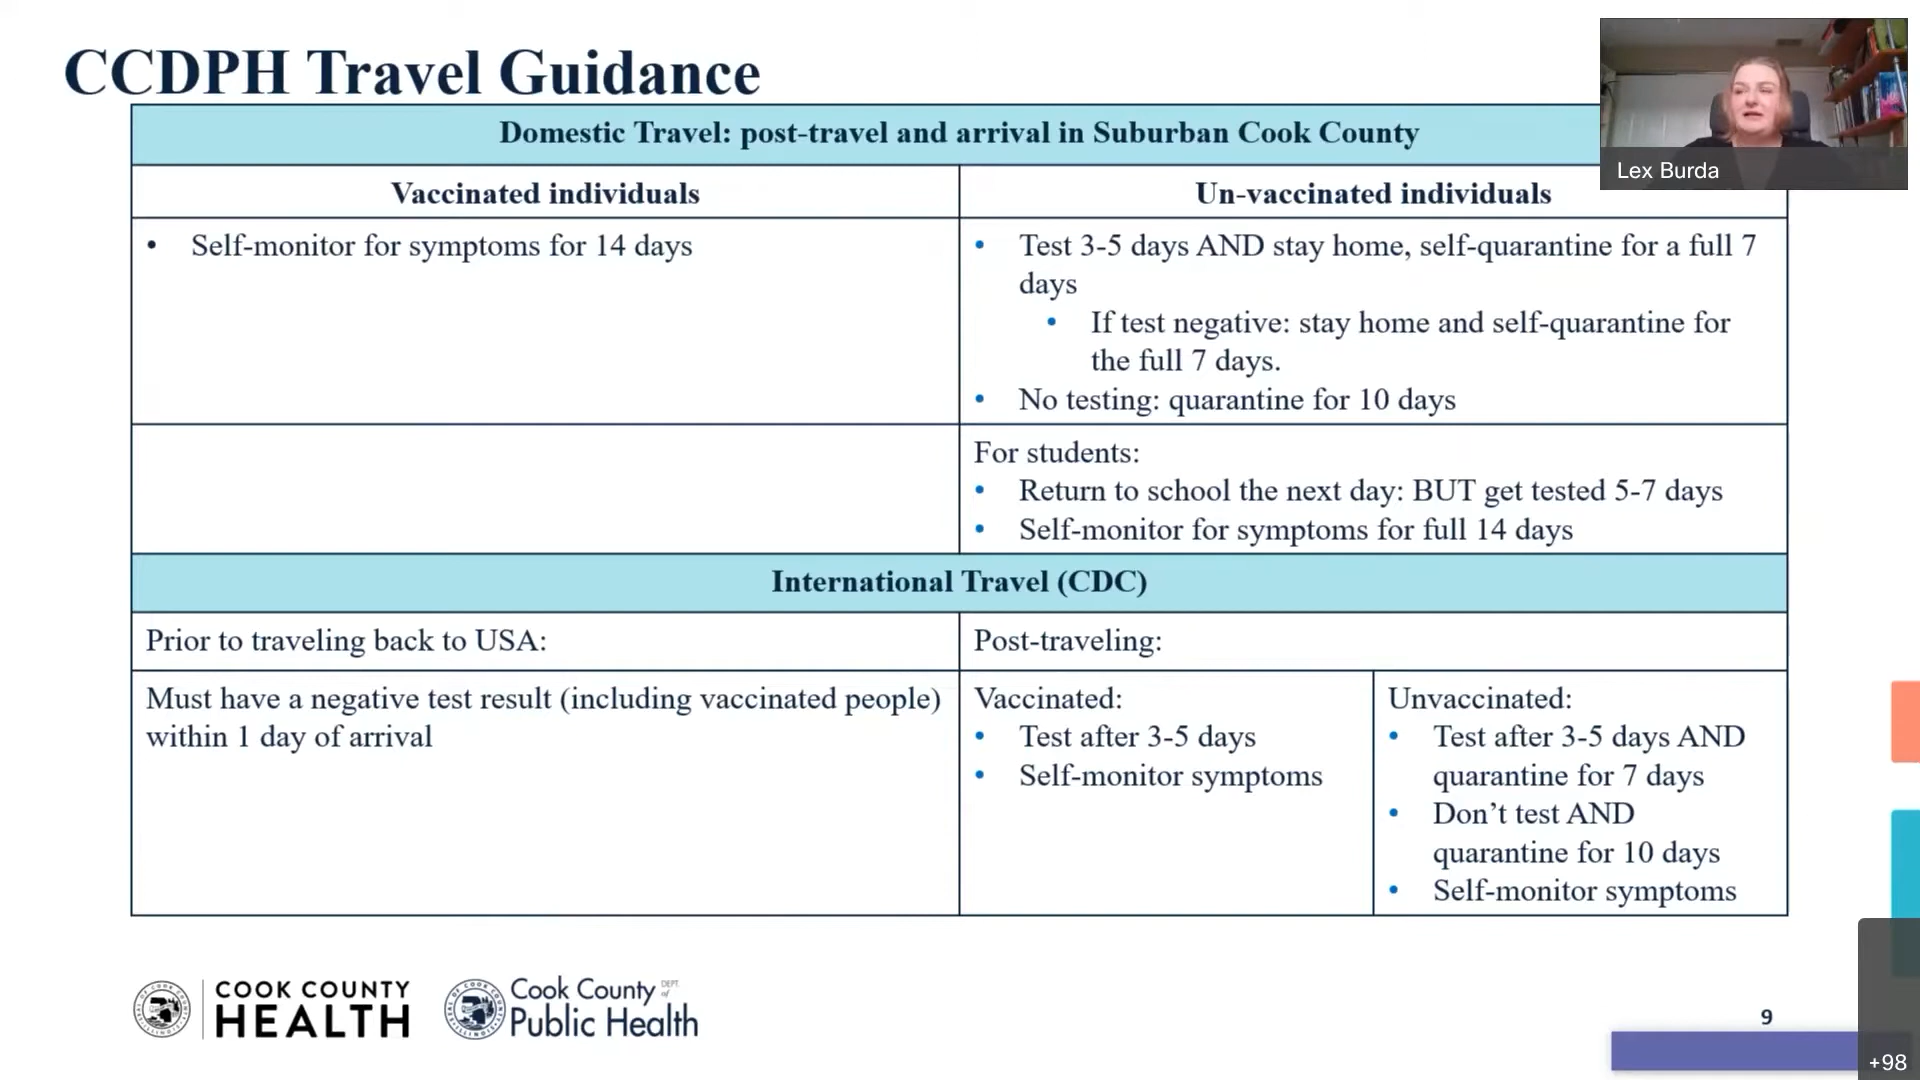 CCDPH Travel Guidance
Lex Burda
Domestic Travel: post-travel and arrival in Suburban Cook County
Vaccinated individuals
Un-vaccinated individuals
• Self-monitor for symptoms for 14 days
• Test 3-5 days AND stay home, self-quarantine for a full 7
days
• If test negative: stay home and self-quarantine for
the full 7 days.
• No testing: quarantine for 10 days
For students:
• Return to school the next day: BUT get tested 5-7 days
• Self-monitor for symptoms for full 14 days
International Travel (CDC)
Prior to traveling back to USA:
Post-traveling:
Must have a negative test result (including vaccinated people)
within 1 day of arrival
Vaccinated:
• Test after 3-5 days
• Self-monitor symptoms
Unvaccinated:
• Test after 3-5 days AND
quarantine for 7 days
• Don’t test AND
quarantine for 10 days
• Self-monitor symptoms
COOK COUNTY
HEALTH
Cook County DEPT. of
Public Health
9
+98